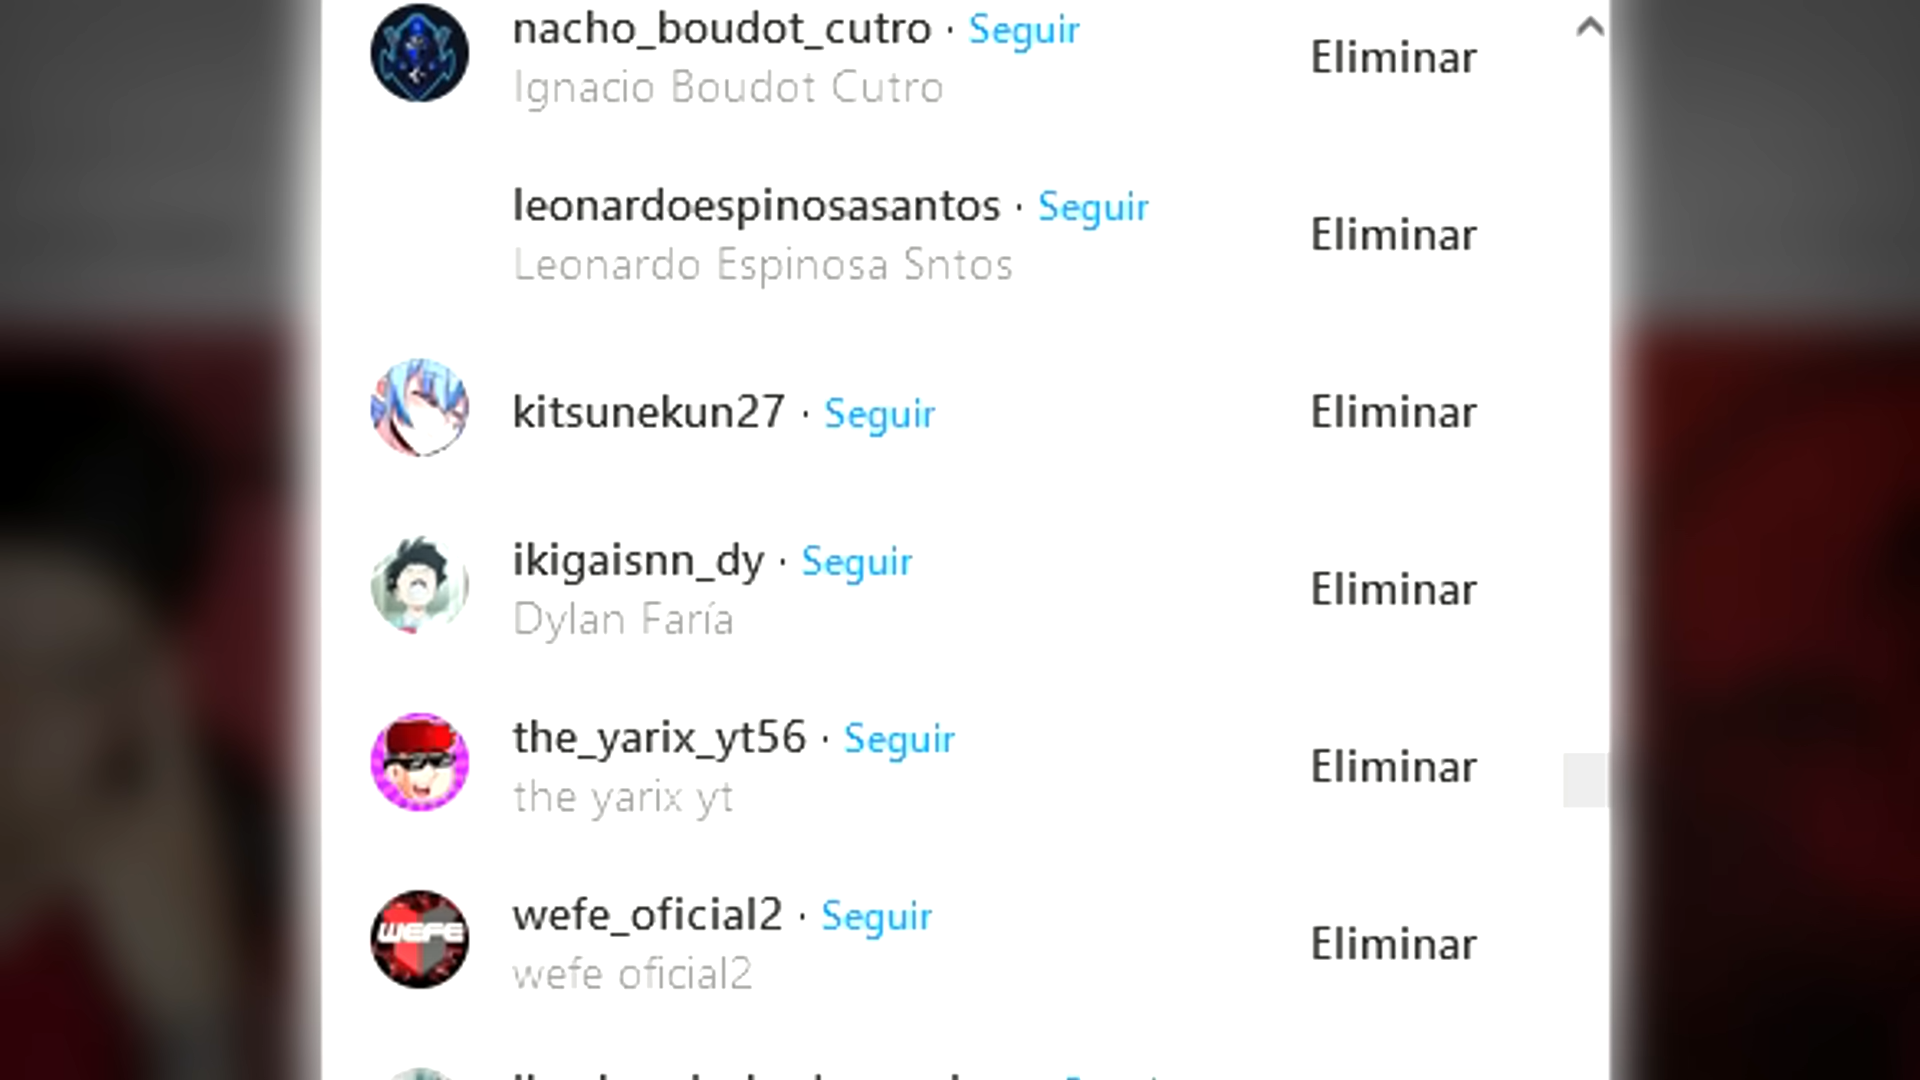 nacho_boudot_cutro · Seguir
Ignacio Boudot Cutro
Eliminar
leonardoespinosasantos · Seguir
Leonardo Espinosa Sntos
Eliminar
kitsunekun27 · Seguir
Eliminar
ikigaisnn_dy · Seguir
Dylan Faría
Eliminar
the_yarix_yt56 · Seguir
the yarix yt
Eliminar
WEFE
wefe_oficial2 · Seguir
wefe oficial2
Eliminar